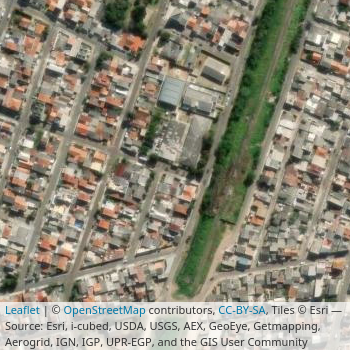 Leaflet | © OpenStreetMap contributors, CC-BY-SA, Tiles © Esri —
Source: Esri, i-cubed, USDA, USGS, AEX, GeoEye, Getmapping,
Aerogrid, IGN, IGP, UPR-EGP, and the GIS User Community